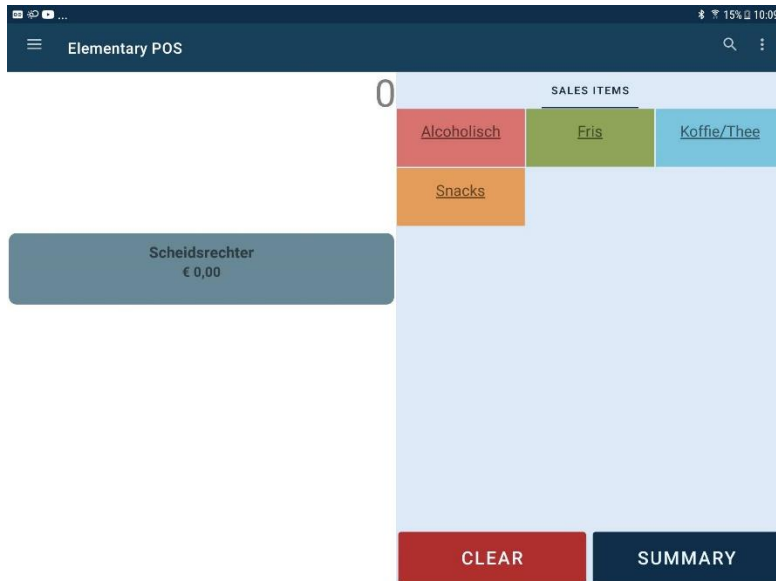 ... 15% 10:09
Elementary POS
0
SALES ITEMS
Alcoholisch Fris Koffie/Thee
Snacks
Scheidsrechter
€ 0,00
CLEAR SUMMARY